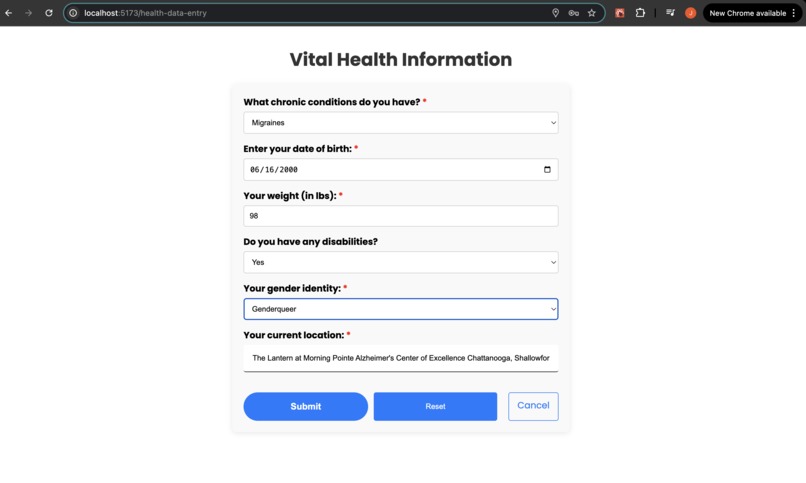 localhost:5173/health-data-entry
J
New Chrome available
Vital Health Information
What chronic conditions do you have? *
Migraines
Enter your date of birth: *
06/16/2000
Your weight (in lbs): *
98
Do you have any disabilities?
Yes
Your gender identity: *
Genderqueer
Your current location: *
The Lantern at Morning Pointe Alzheimer's Center of Excellence Chattanooga, Shallowfor
Submit
Reset
Cancel